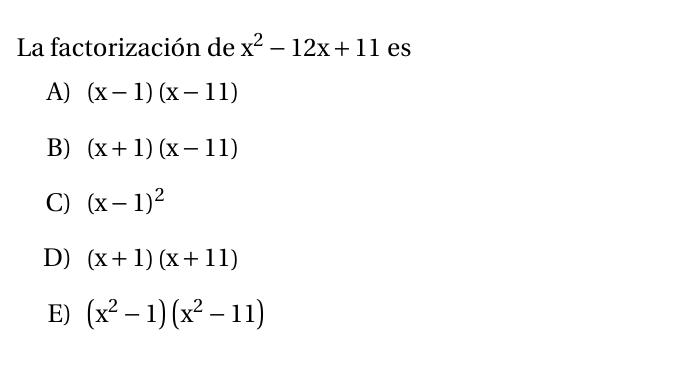 La factorización de x² − 12x + 11 es
A) (x − 1) (x − 11)
B) (x + 1) (x − 11)
C) (x − 1)²
D) (x + 1) (x + 11)
E) (x² − 1) (x² − 11)